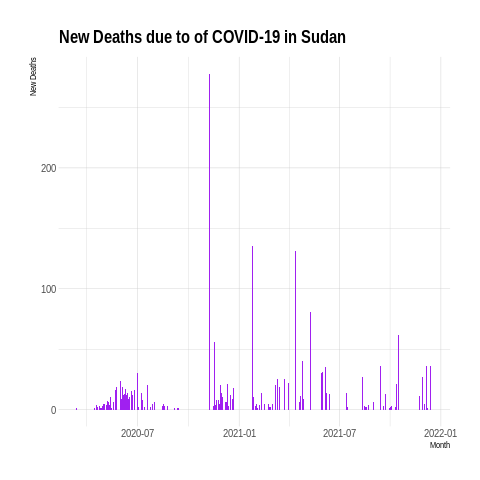 New Deaths due to of COVID-19 in Sudan
New Deaths
200
100
0
2020-07 2021-01 2021-07 2022-01
Month